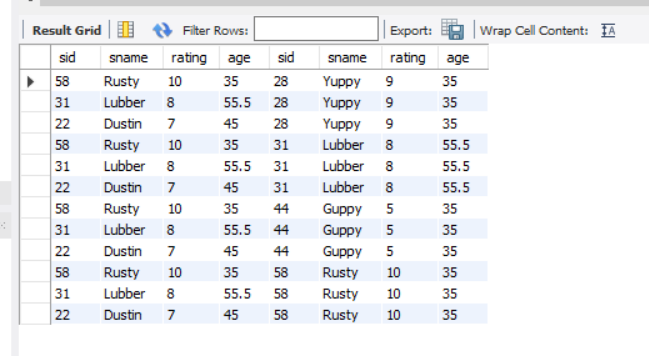 Result Grid Filter Rows: Export: Wrap Cell Content: IA
sid sname rating age sid sname rating age
58 Rusty 10 35 28 Yuppy 9 35
31 Lubber 8 55.5 28 Yuppy 9 35
22 Dustin 7 45 28 Yuppy 9 35
58 Rusty 10 35 31 Lubber 8 55.5
31 Lubber 8 55.5 31 Lubber 8 55.5
22 Dustin 7 45 31 Lubber 8 55.5
58 Rusty 10 35 44 Guppy 5 35
31 Lubber 8 55.5 44 Guppy 5 35
22 Dustin 7 45 44 Guppy 5 35
58 Rusty 10 35 58 Rusty 10 35
31 Lubber 8 55.5 58 Rusty 10 35
22 Dustin 7 45 58 Rusty 10 35